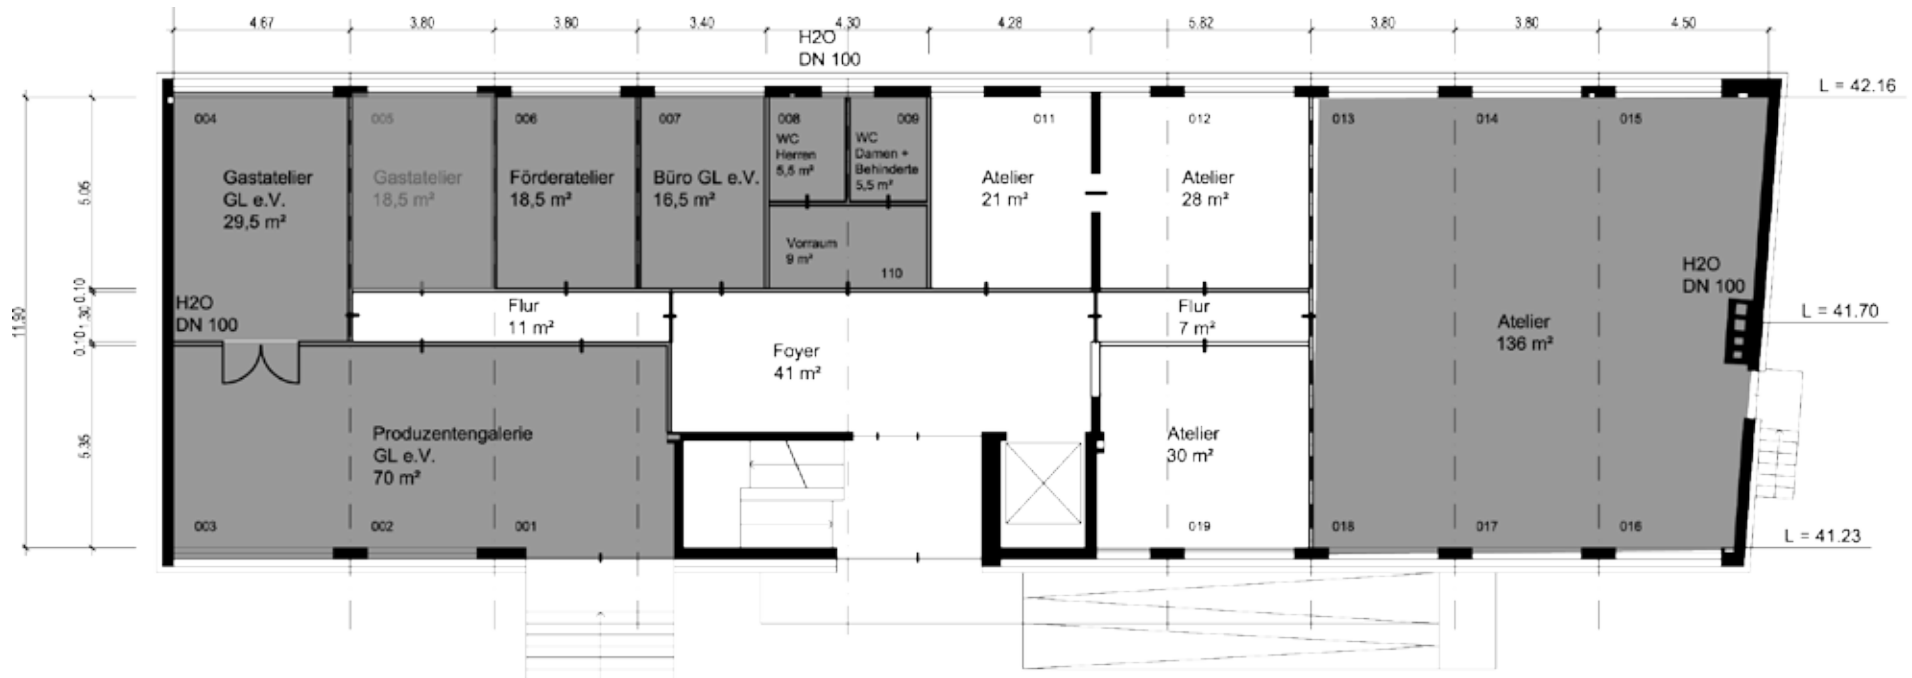 4.67 3.80 3.80 3.40 4.30 4.28 5.82 3.80 3.80 4.50
H2O
DN 100
L = 42.16
004
Gastatelier
GL e.V.
29,5 m²
005
Gastatelier
18,5 m²
006
Förderatelier
18,5 m²
007
Büro GL e.V.
16,5 m²
008
WC
Herren
5,5 m²
009
WC
Damen +
Behinderte
5,5 m²
Vorraum
9 m²
110
011
Atelier
21 m²
012
Atelier
28 m²
013
014
015
H2O
DN 100
Atelier
136 m²
L = 41.70
5.05
0.10
1.30
0.10
11.90
5.35
H2O
DN 100
Flur
11 m²
Foyer
41 m²
Flur
7 m²
Produzentengalerie
GL e.V.
70 m²
Atelier
30 m²
003
002
001
019
018
017
016
L = 41.23